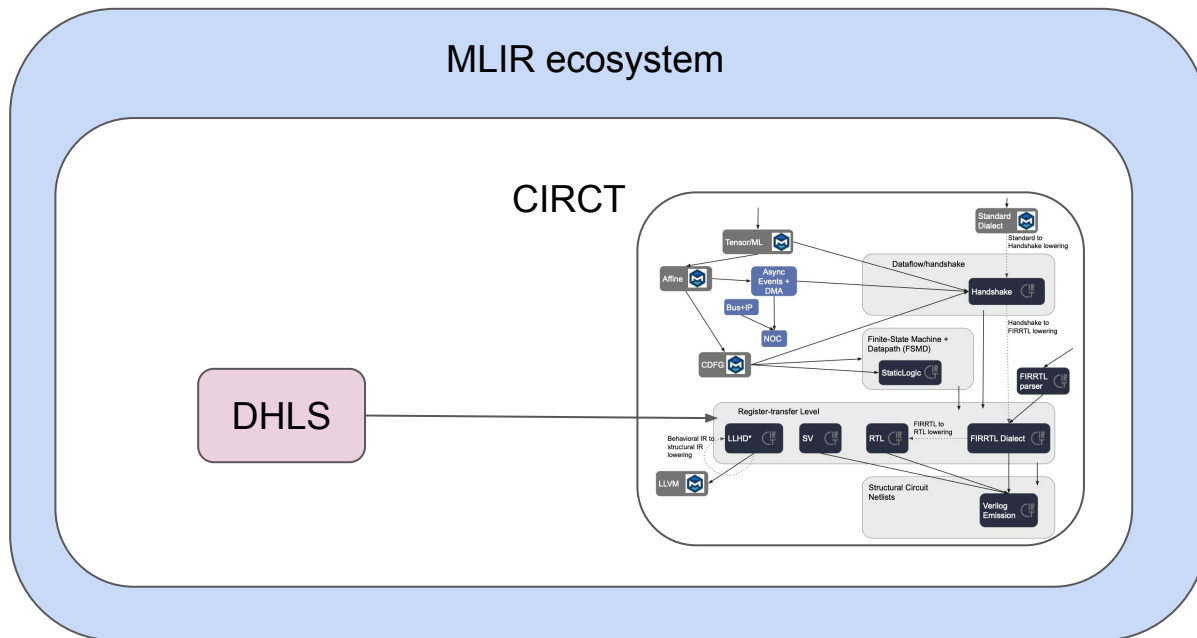 MLIR ecosystem
CIRCT
Standard
Dialect
Tensor/ML
Standard to
Handshake lowering
Dataflow/handshake
Affine
Async
Events +
DMA
Handshake
Bus+IP
NOC
Handshake to
FIRRTL lowering
Finite-State Machine +
Datapath (FSMD)
CDFG
StaticLogic
FIRRTL
parser
DHLS
Register-transfer Level
Behavioral IR to
structural IR
lowering
LLHD*
SV
RTL
FIRRTL to
RTL lowering
FIRRTL Dialect
LLVM
Structural Circuit
Netlists
Verilog
Emission